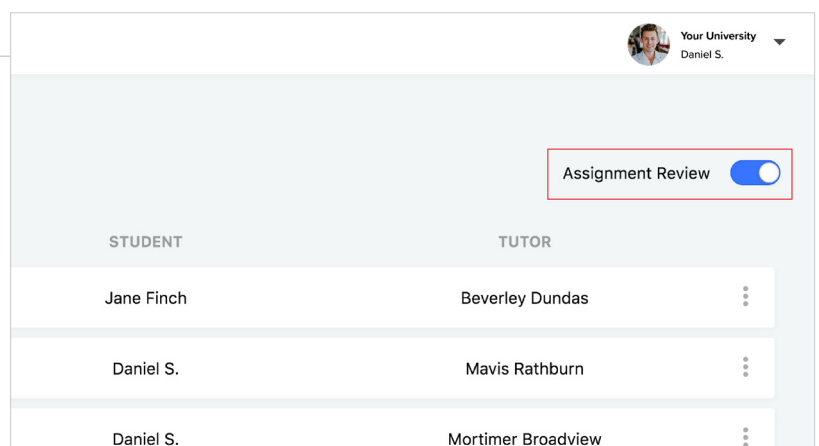 Your University
Daniel S.
Assignment Review
STUDENT TUTOR
Jane Finch Beverley Dundas
Daniel S. Mavis Rathburn
Daniel S. Mortimer Broadview